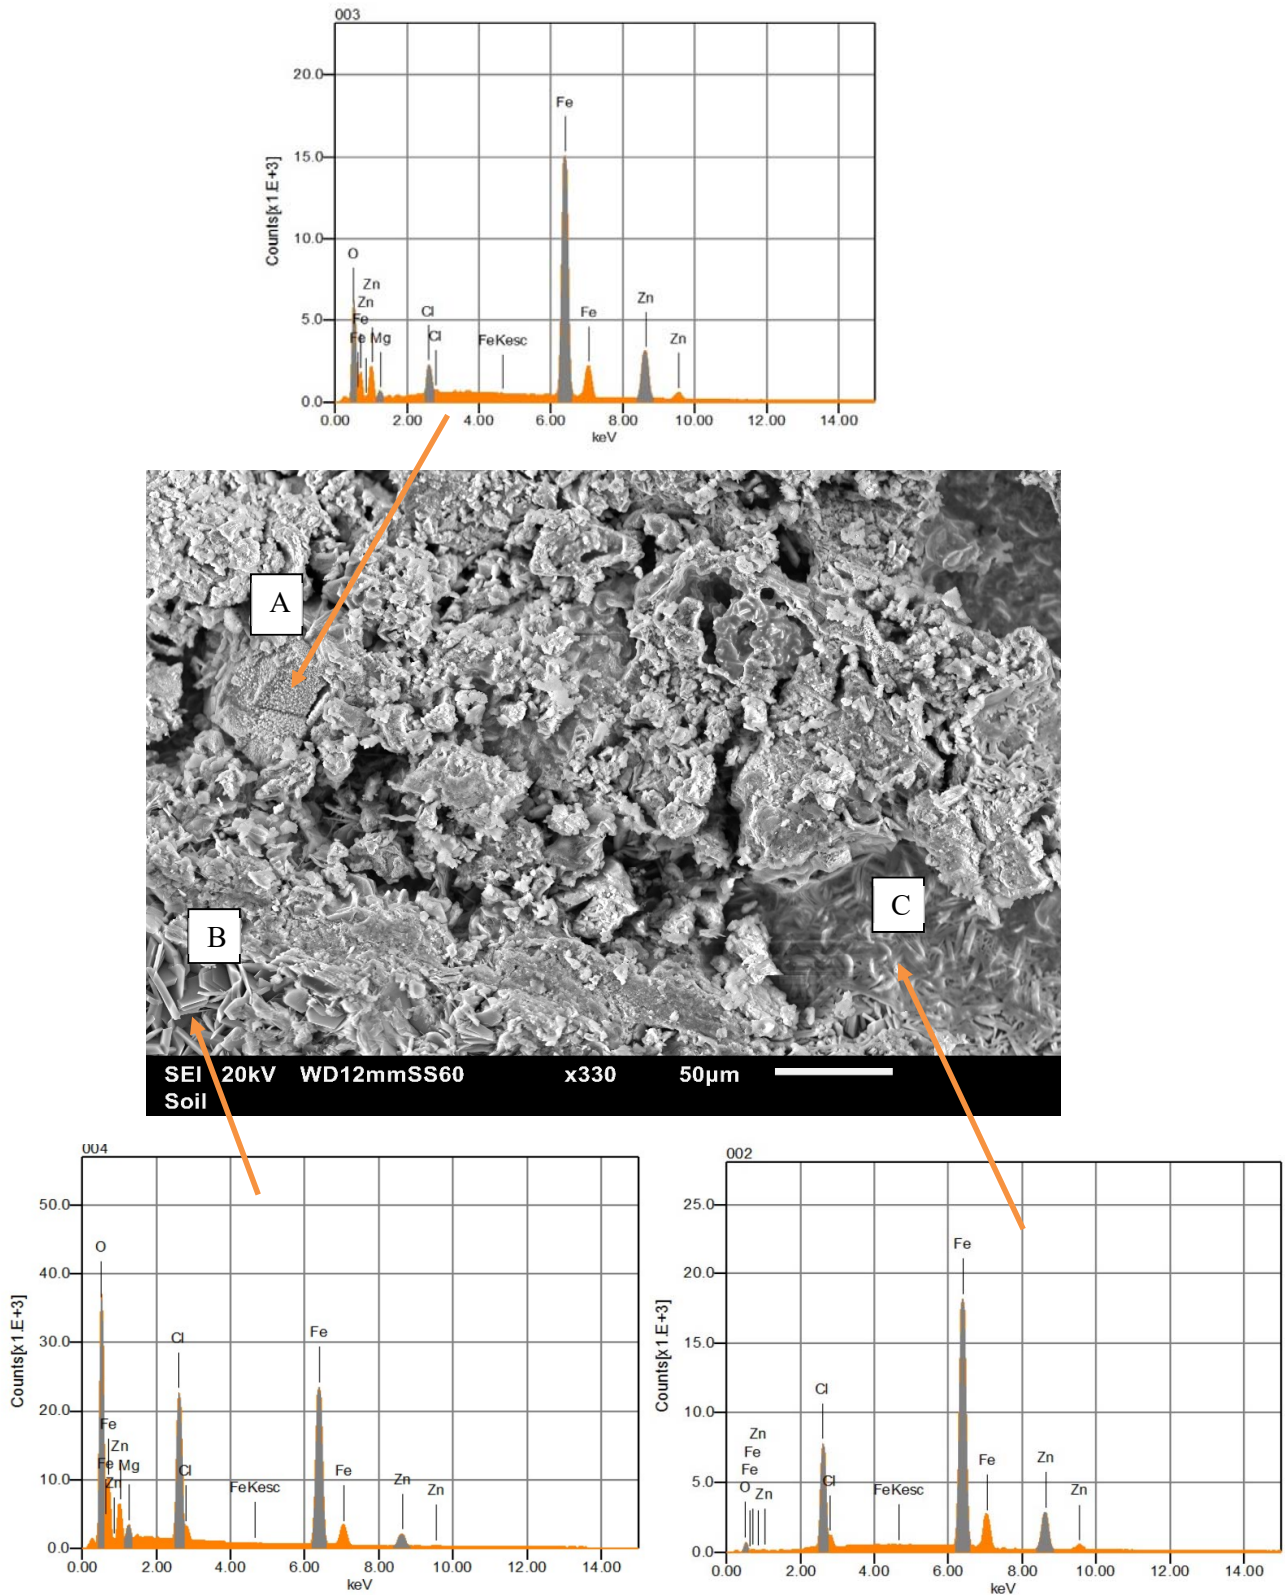 003
20.0
15.0
10.0
5.0
0.0
Counts[x1.E+3]
Fe
O
Zn
Zn
Fe
Fe
Mg
Cl
Cl
FeKesc
Fe
Zn
Zn
0.00 2.00 4.00 6.00 8.00 10.00 12.00 14.00
keV
A
B
C
SEI 20kV WD12mmSS60 x330 50µm
Soil
004
50.0
40.0
30.0
20.0
10.0
0.0
Counts[x1.E+3]
O
Cl
Fe
Fe
Zn
Fe
Mg
Zn
Cl
FeKesc
Fe
Zn
Zn
0.00 2.00 4.00 6.00 8.00 10.00 12.00 14.00
keV
002
25.0
20.0
15.0
10.0
5.0
0.0
Counts[x1.E+3]
Fe
Cl
Zn
Fe
Fe
O
Zn
Cl
FeKesc
Fe
Zn
Zn
0.00 2.00 4.00 6.00 8.00 10.00 12.00 14.00
keV